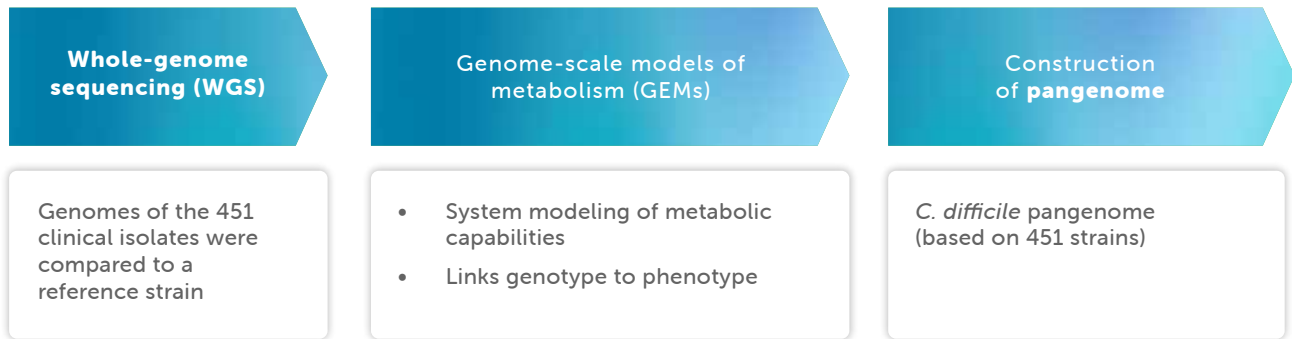 Whole-genome
sequencing (WGS)
Genomes of the 451
clinical isolates were
compared to a
reference strain
Genome-scale models of
metabolism (GEMs)
• System modeling of metabolic
capabilities
• Links genotype to phenotype
Construction
of pangenome
C. difficile pangenome
(based on 451 strains)